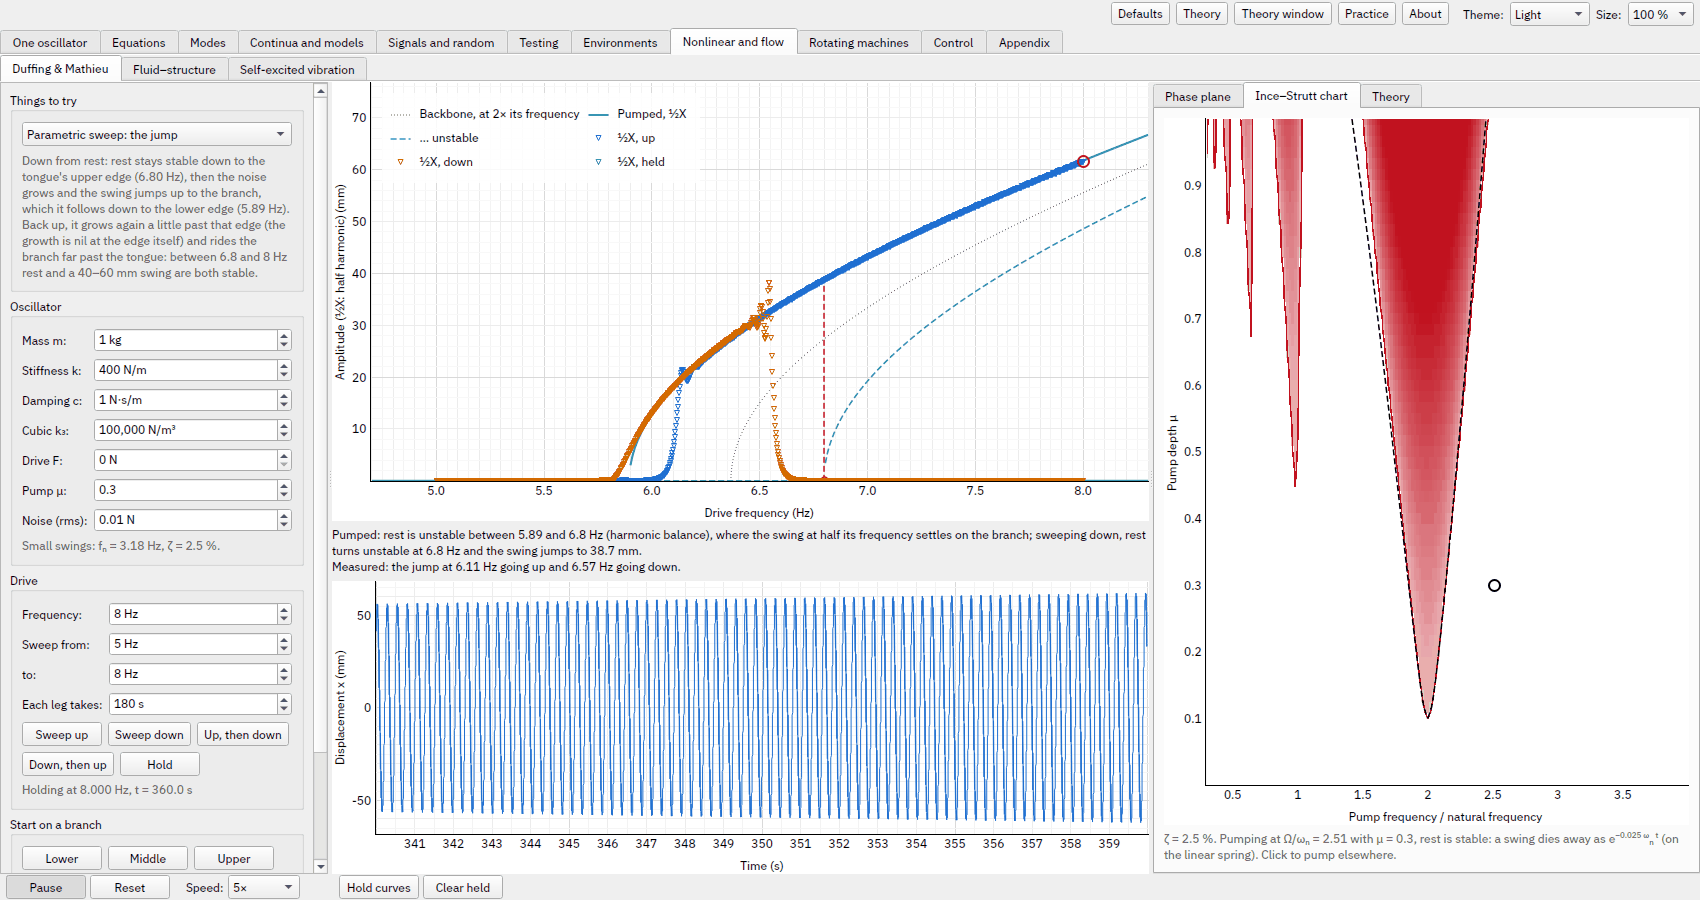 Defaults Theory Theory window Practice About Theme: Light Size: 100 %
One oscillator Equations Modes Continua and models Signals and random Testing Environments Nonlinear and flow Rotating machines Control Appendix
Duffing & Mathieu Fluid–structure Self-excited vibration
Things to try
Parametric sweep: the jump
Down from rest: rest stays stable down to the
tongue's upper edge (6.80 Hz), then the noise
grows and the swing jumps up to the branch,
which it follows down to the lower edge (5.89 Hz).
Back up, it grows again a little past that edge (the
growth is nil at the edge itself) and rides the
branch far past the tongue: between 6.8 and 8 Hz
rest and a 40–60 mm swing are both stable.
Oscillator
Mass m: 1 kg
Stiffness k: 400 N/m
Damping c: 1 N·s/m
Cubic k₃: 100,000 N/m³
Drive F: 0 N
Pump μ: 0.3
Noise (rms): 0.01 N
Small swings: fₙ = 3.18 Hz, ζ = 2.5 %.
Drive
Frequency: 8 Hz
Sweep from: 5 Hz
to: 8 Hz
Each leg takes: 180 s
Sweep up Sweep down Up, then down
Down, then up Hold
Holding at 8.000 Hz, t = 360.0 s
Start on a branch
Lower Middle Upper
Pause Reset Speed: 5×
Backbone, at 2× its frequency Pumped, ½X
... unstable ½X, up
½X, down ½X, held
Amplitude (½X: half harmonic) (mm)
70
60
50
40
30
20
10
5.0 5.5 6.0 6.5 7.0 7.5 8.0
Drive frequency (Hz)
Pumped: rest is unstable between 5.89 and 6.8 Hz (harmonic balance), where the swing at half its frequency settles on the branch; sweeping down, rest
turns unstable at 6.8 Hz and the swing jumps to 38.7 mm.
Measured: the jump at 6.11 Hz going up and 6.57 Hz going down.
Displacement x (mm)
50
0
-50
341 342 343 344 345 346 347 348 349 350 351 352 353 354 355 356 357 358 359
Time (s)
Hold curves Clear held
Phase plane Ince–Strutt chart Theory
Pump depth μ
0.9
0.8
0.7
0.6
0.5
0.4
0.3
0.2
0.1
0.5 1 1.5 2 2.5 3 3.5
Pump frequency / natural frequency
ζ = 2.5 %. Pumping at Ω/ωₙ = 2.51 with μ = 0.3, rest is stable: a swing dies away as e^−0.025 ωₙ t (on
the linear spring). Click to pump elsewhere.